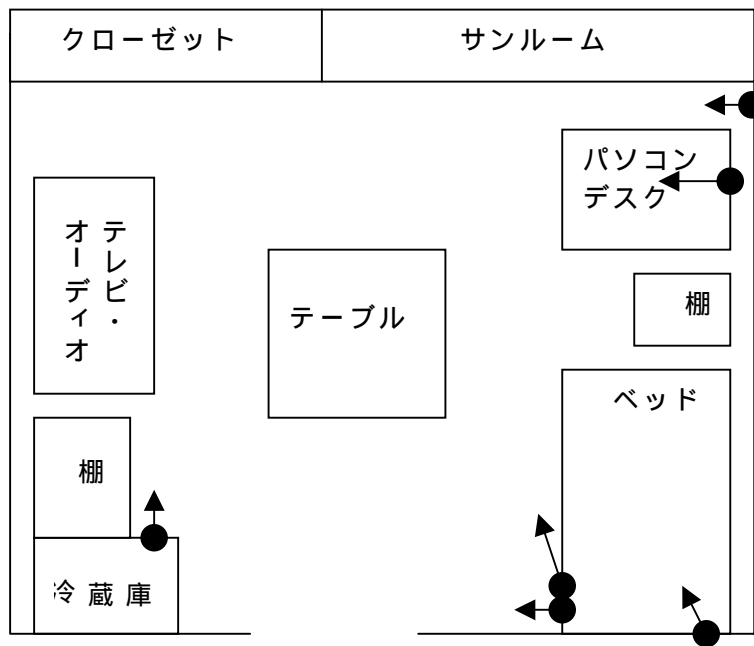 クローゼット
サンルーム
パソコン
デスク
テレビ・
オーディオ
棚
テーブル
ベッド
棚
冷蔵庫